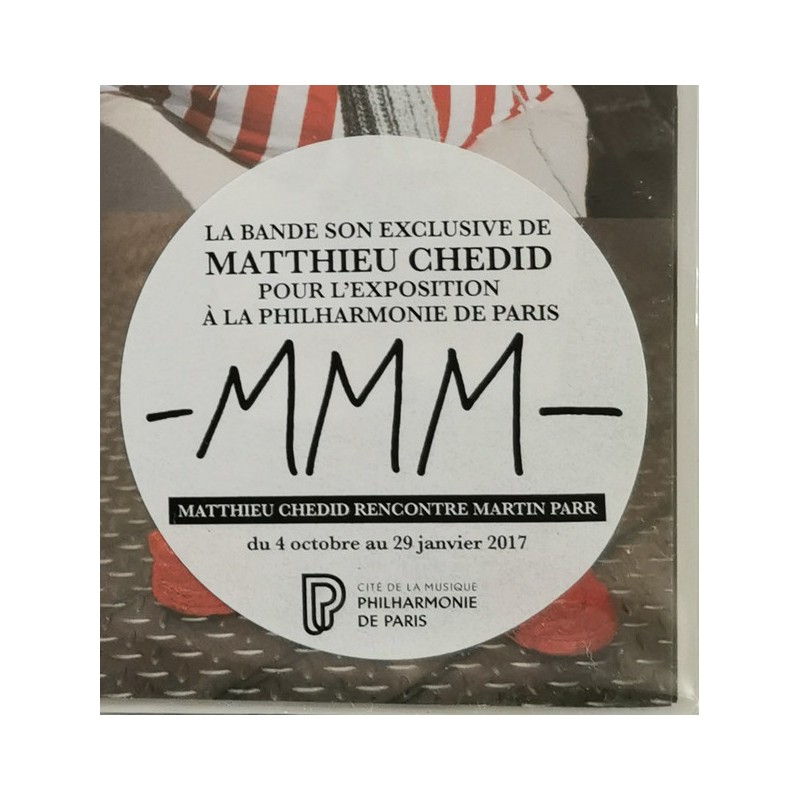 LA BANDE SON EXCLUSIVE DE
MATTHIEU CHEDID
POUR L'EXPOSITION
À LA PHILHARMONIE DE PARIS
-MMM-
MATTHIEU CHEDID RENCONTRE MARTIN PARR
du 4 octobre au 29 janvier 2017
CITÉ DE LA MUSIQUE
PHILHARMONIE
DE PARIS